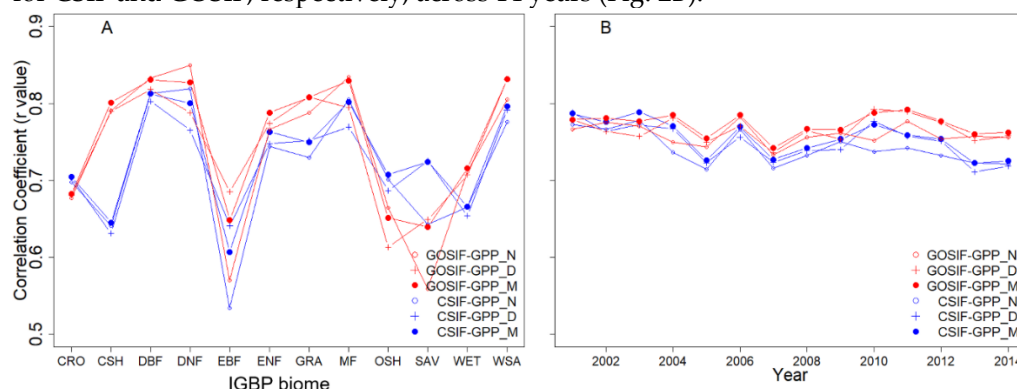 for CSIF and GOSIF, respectively, across 14 years (Fig. 2B).
A
B
Correlation Coefficient (r value)
0.9
0.8
0.7
0.6
0.5
GOSIF-GPP_N
GOSIF-GPP_D
GOSIF-GPP_M
CSIF-GPP_N
CSIF-GPP_D
CSIF-GPP_M
CRO CSH DBF DNF EBF ENF GRA MF OSH SAV WET WSA
IGBP biome
GOSIF-GPP_N
GOSIF-GPP_D
GOSIF-GPP_M
CSIF-GPP_N
CSIF-GPP_D
CSIF-GPP_M
2002 2004 2006 2008 2010 2012 2014
Year